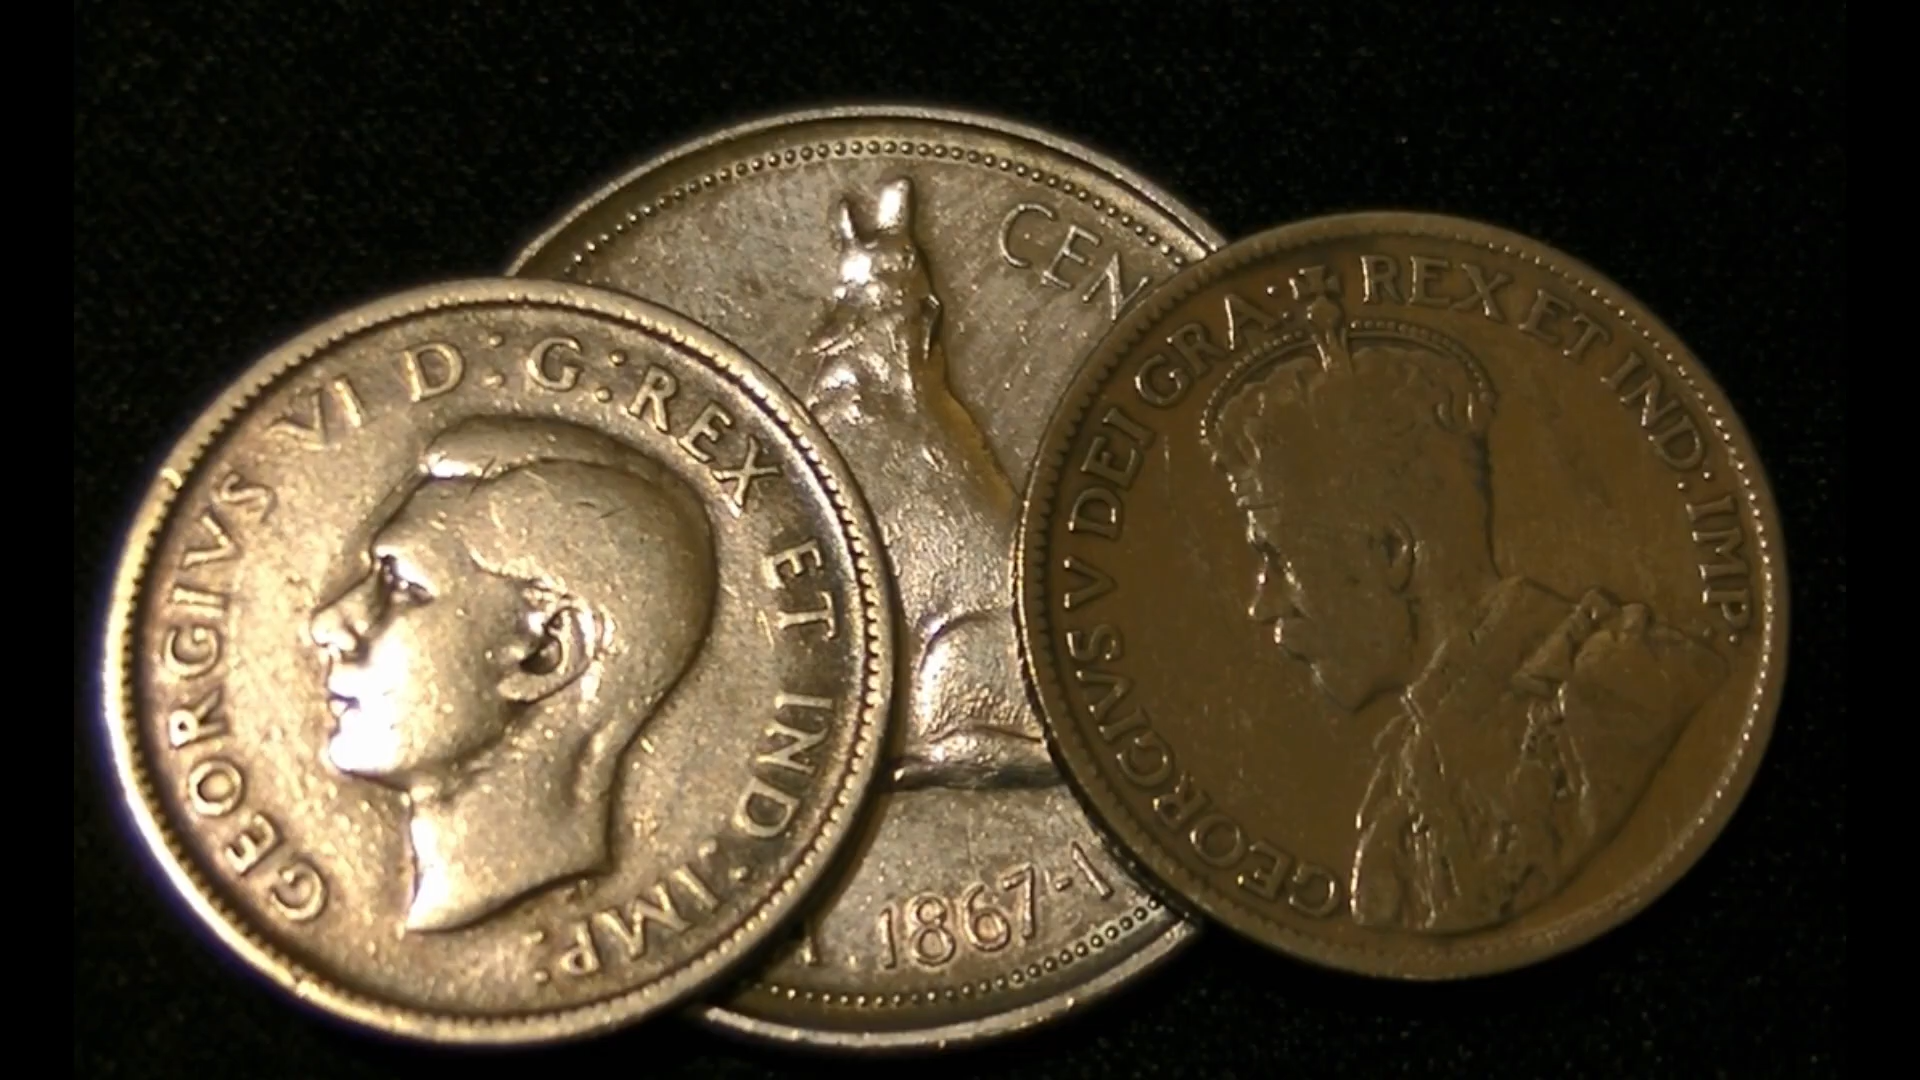 GEORGIVS VI D:G:REX ET IND:IMP:
CEN
1867-1
GEORGIVS V DEI GRA: REX ET IND: IMP: